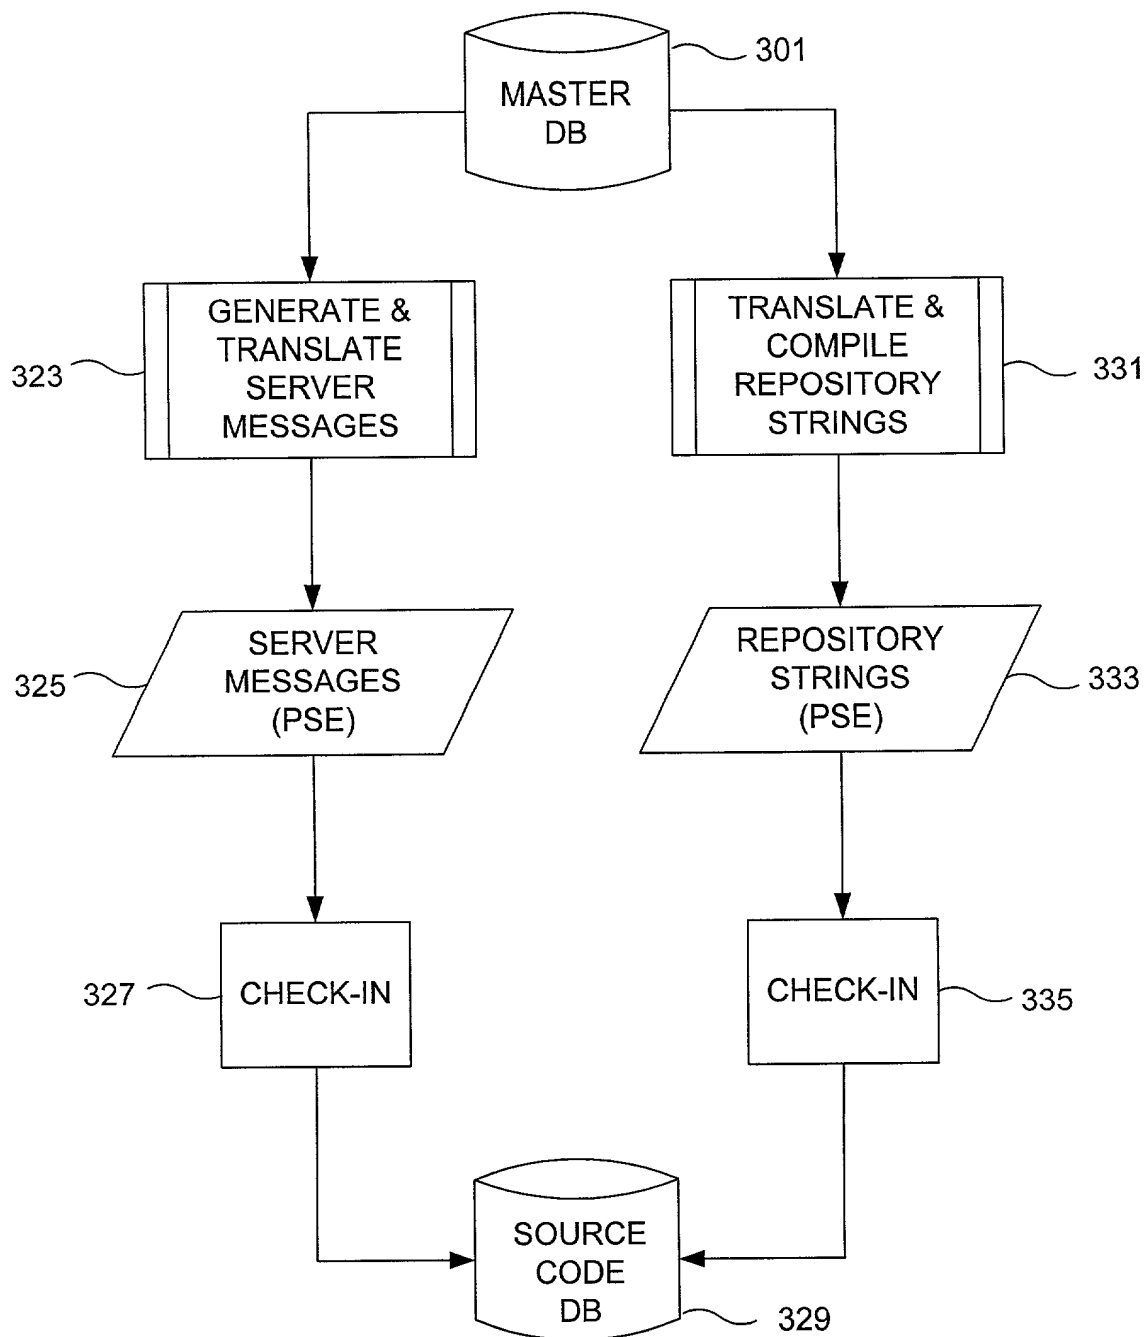 301
MASTER
DB
GENERATE &
TRANSLATE
SERVER
MESSAGES
323
TRANSLATE &
COMPILE
REPOSITORY
STRINGS
331
SERVER
MESSAGES
(PSE)
325
REPOSITORY
STRINGS
(PSE)
333
CHECK-IN
327
CHECK-IN
335
SOURCE
CODE
DB
329